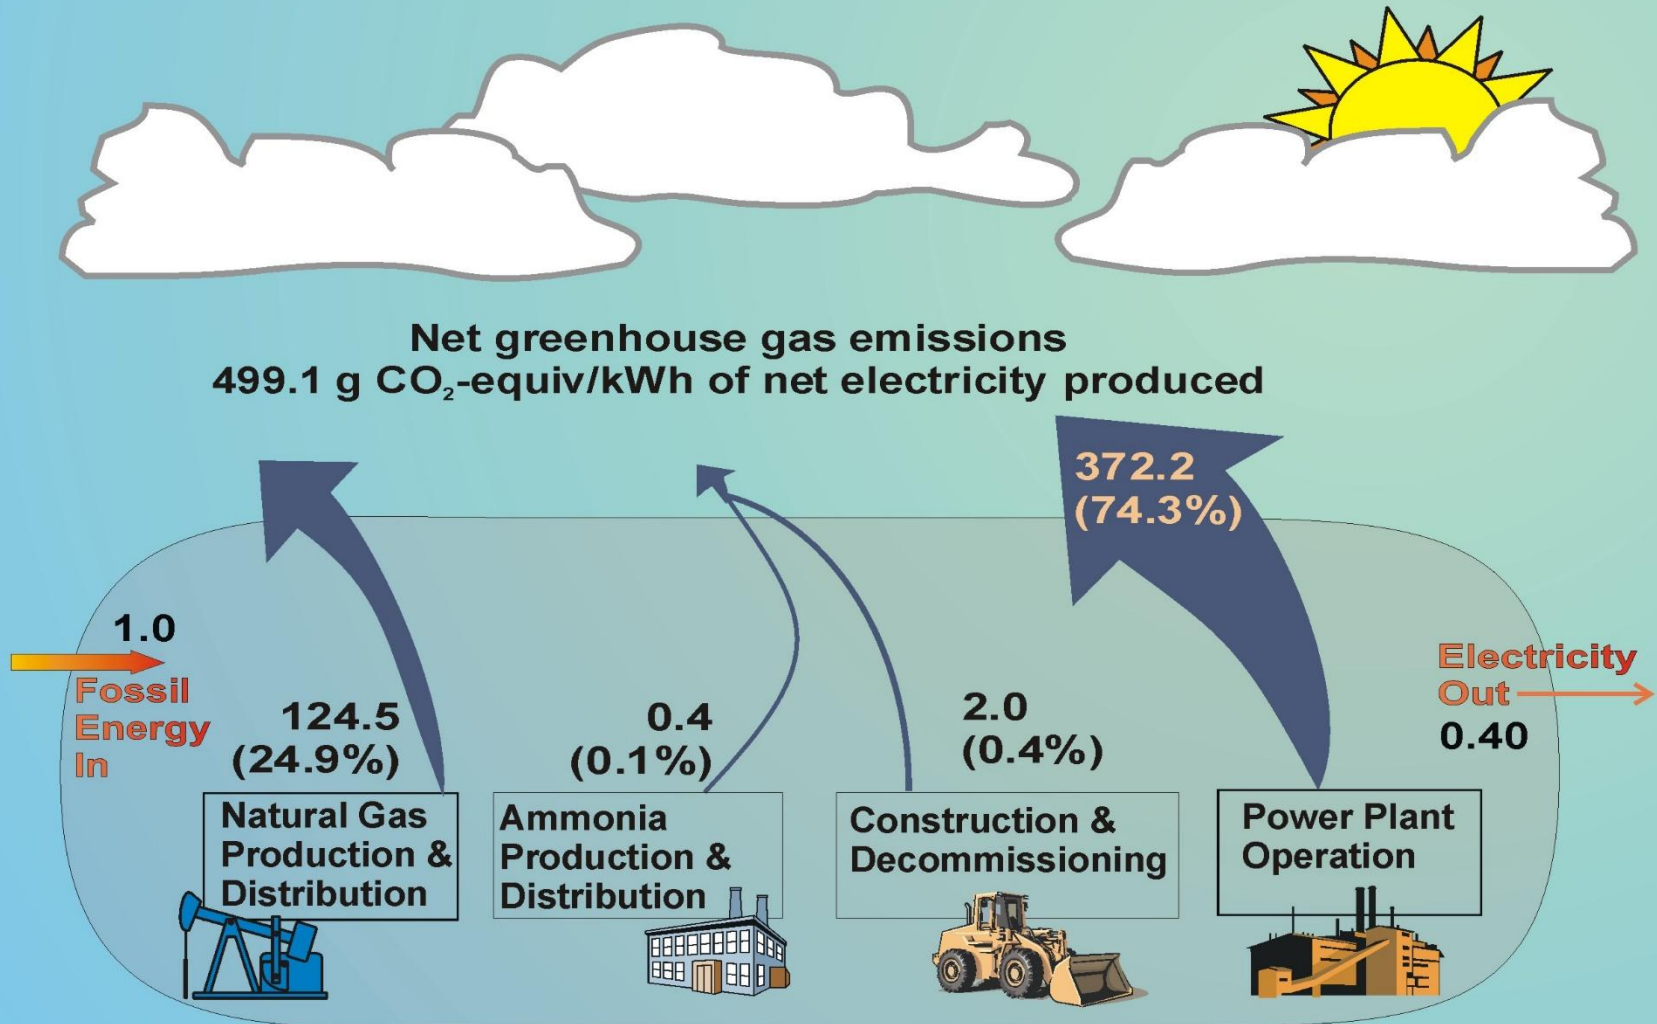 Net greenhouse gas emissions
499.1 g CO₂-equiv/kWh of net electricity produced
372.2
(74.3%)
1.0
Fossil
Energy
In
124.5
(24.9%)
0.4
(0.1%)
2.0
(0.4%)
Electricity
Out
0.40
Natural Gas
Production &
Distribution
Ammonia
Production &
Distribution
Construction &
Decommissioning
Power Plant
Operation